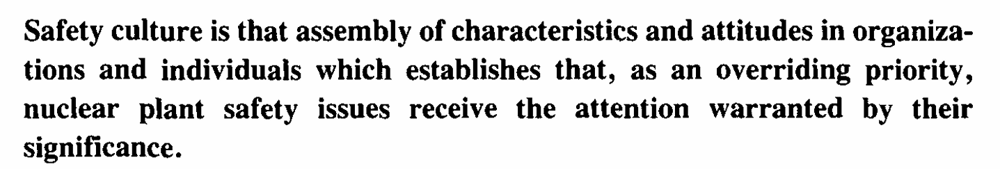 Safety culture is that assembly of characteristics and attitudes in organiza-
tions and individuals which establishes that, as an overriding priority,
nuclear plant safety issues receive the attention warranted by their
significance.